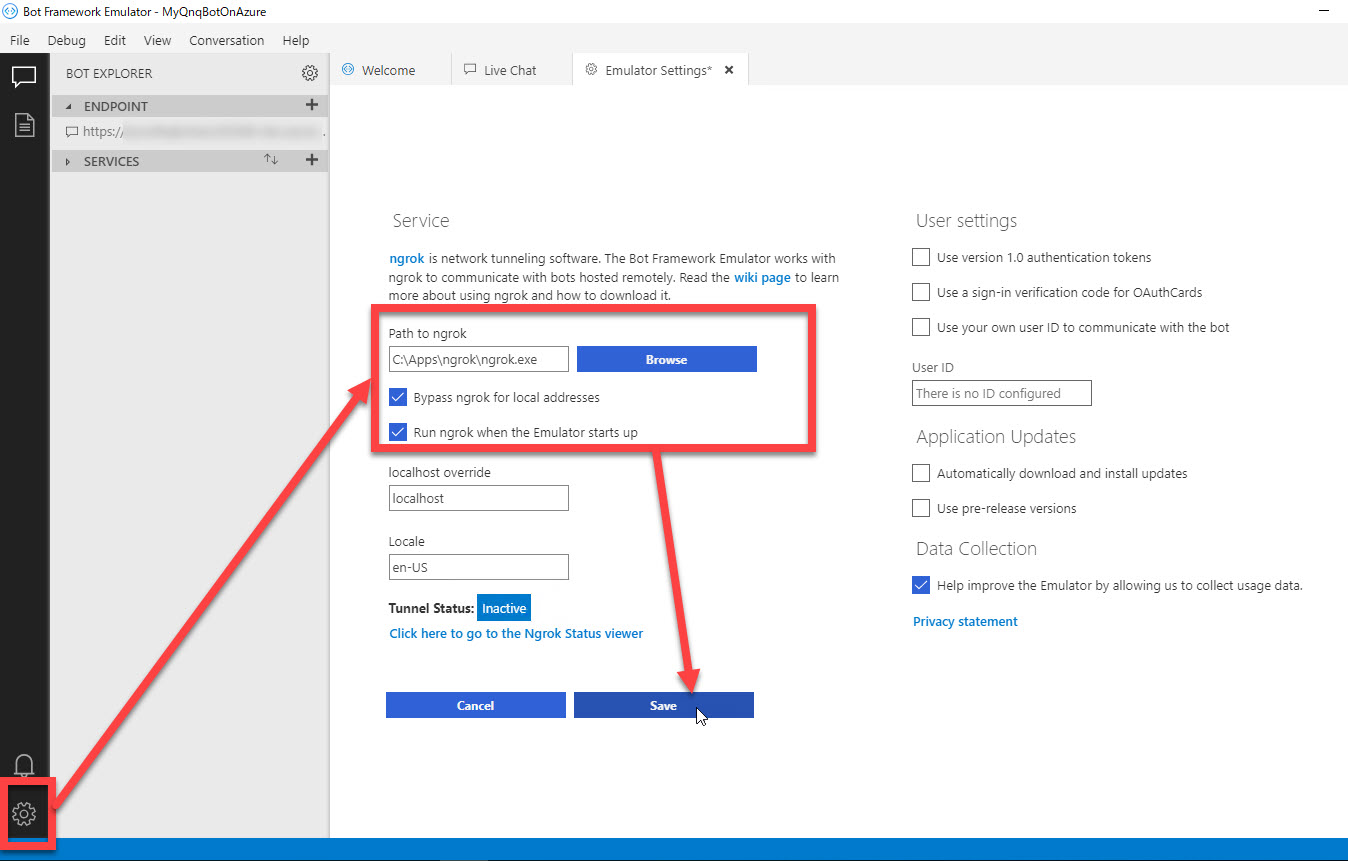 Bot Framework Emulator - MyQnqBotOnAzure
File Debug Edit View Conversation Help
BOT EXPLORER
ENDPOINT
https://
SERVICES
Welcome
Live Chat
Emulator Settings*
Service
ngrok is network tunneling software. The Bot Framework Emulator works with
ngrok to communicate with bots hosted remotely. Read the wiki page to learn
more about using ngrok and how to download it.
Path to ngrok
C:\Apps\ngrok\ngrok.exe
Browse
Bypass ngrok for local addresses
Run ngrok when the Emulator starts up
localhost override
localhost
Locale
en-US
Tunnel Status: Inactive
Click here to go to the Ngrok Status viewer
Cancel
Save
User settings
Use version 1.0 authentication tokens
Use a sign-in verification code for OAuthCards
Use your own user ID to communicate with the bot
User ID
There is no ID configured
Application Updates
Automatically download and install updates
Use pre-release versions
Data Collection
Help improve the Emulator by allowing us to collect usage data.
Privacy statement